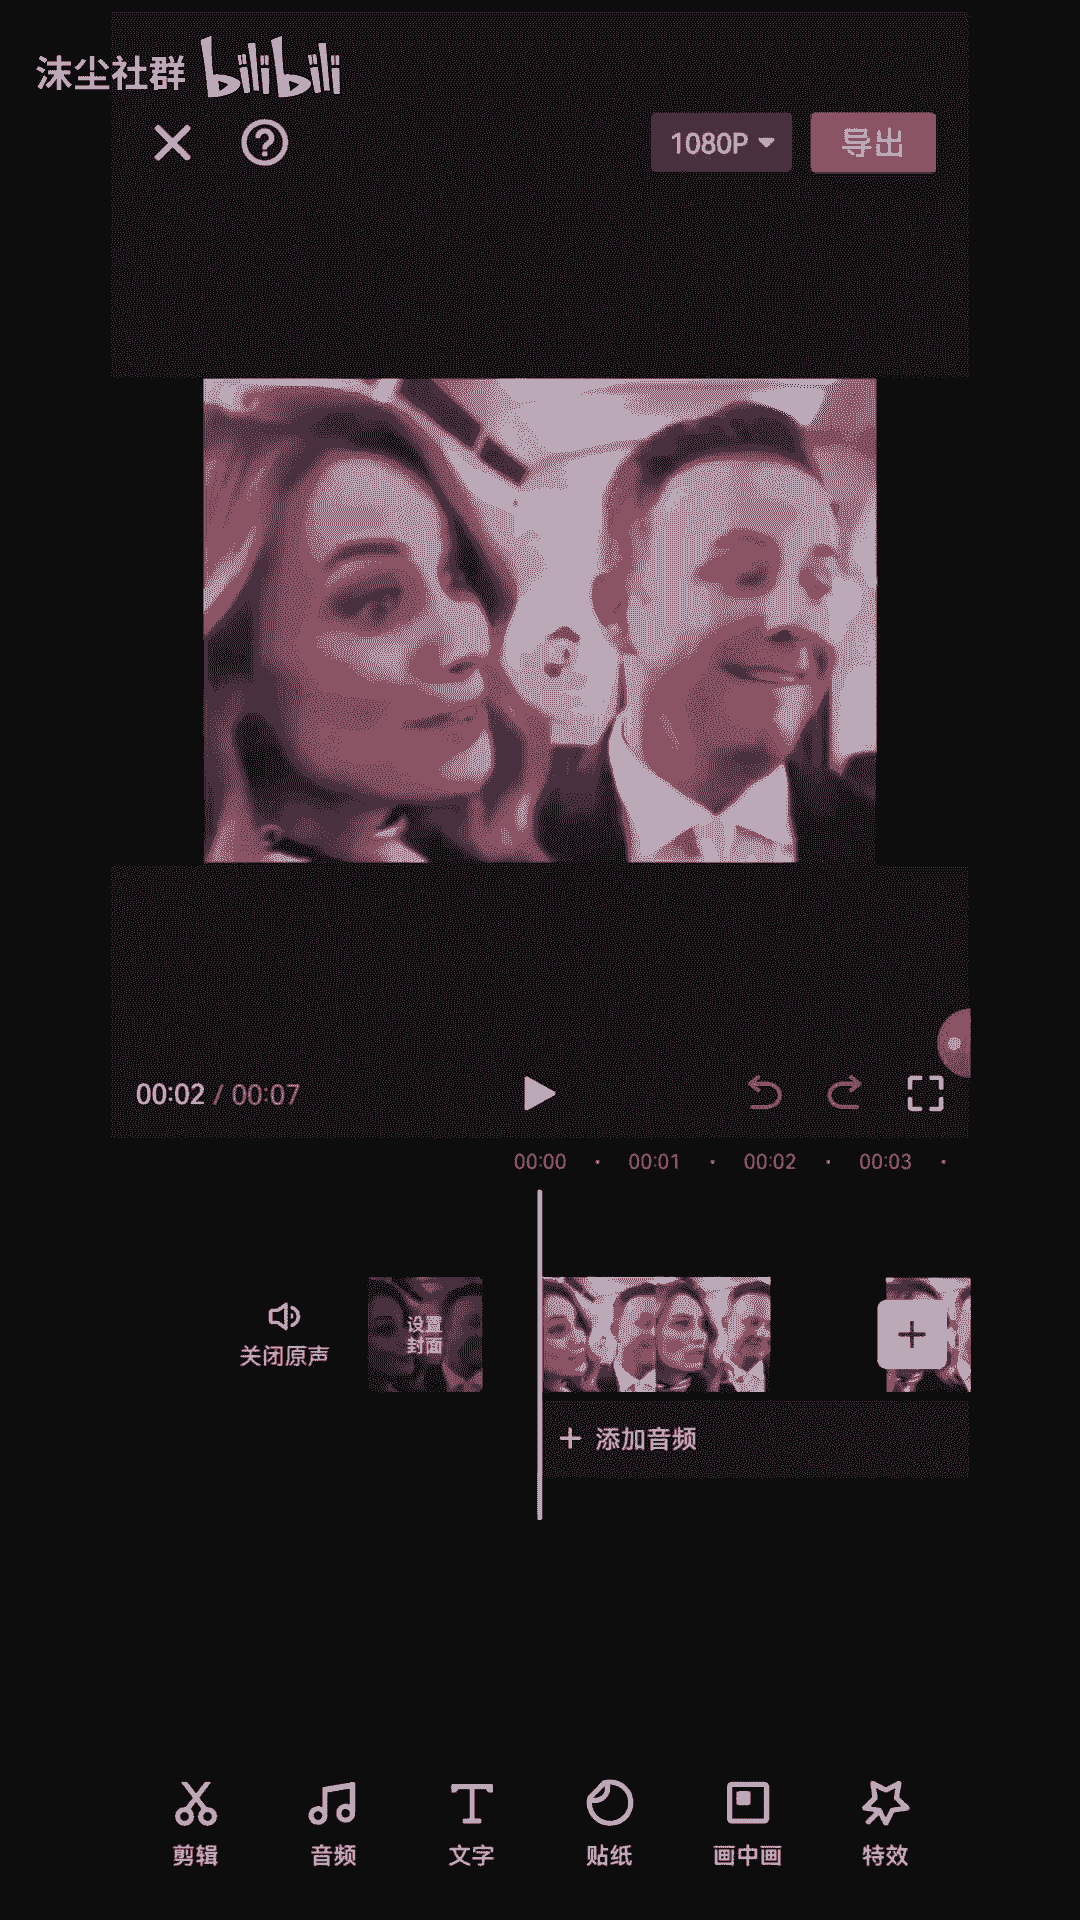 沫尘社群 bilibili
1080P 导出
00:02 / 00:07
00:00 00:01 00:02 00:03
设置
封面
关闭原声
+ 添加音频
剪辑 音频 文字 贴纸 画中画 特效